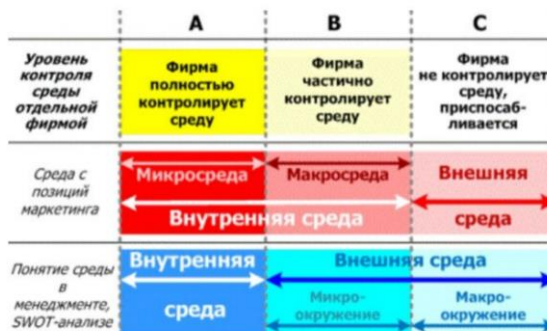 A B C
Уровень контроля среды отдельной фирмой
Фирма полностью контролирует среду
Фирма частично контролирует среду
Фирма не контролирует среду, приспосаб-ливается
Среда с позиций маркетинга
Микросреда
Макросреда
Внутренняя среда
Внешняя среда
Понятие среды в менеджменте, SWOT-анализе
Внутренняя среда
Внешняя среда
Микро-окружение
Макро-окружение